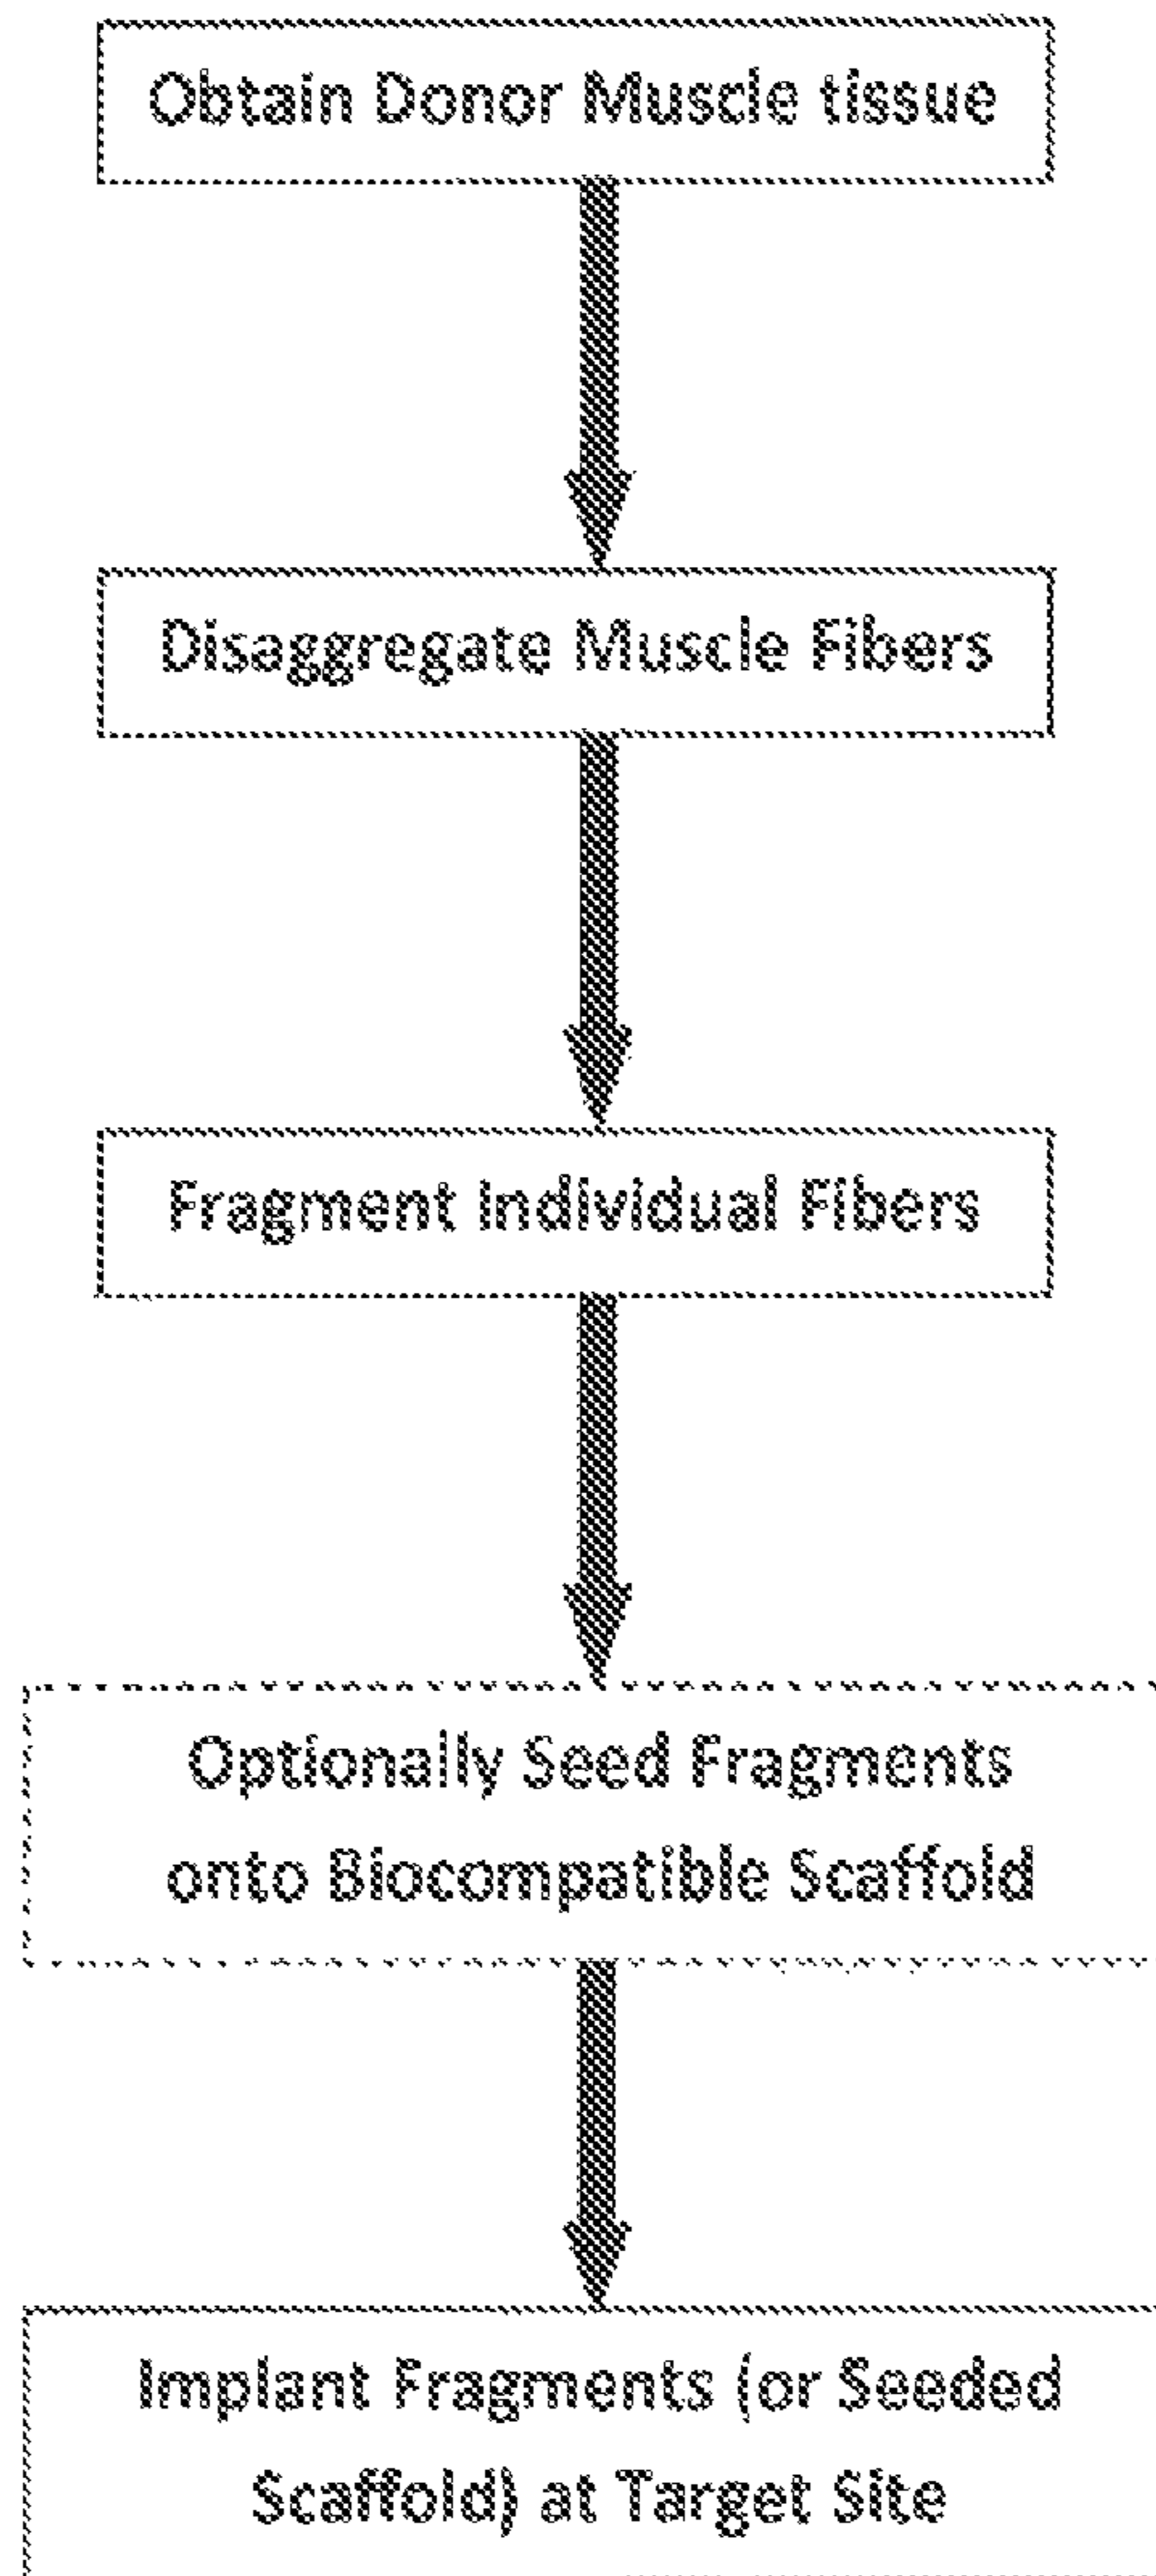 Obtain Donor Muscle tissue
Disaggregate Muscle Fibers
Fragment Individual Fibers
Optionally Seed Fragments
onto Biocompatible Scaffold
Implant Fragments (or Seeded
Scaffold) at Target Site